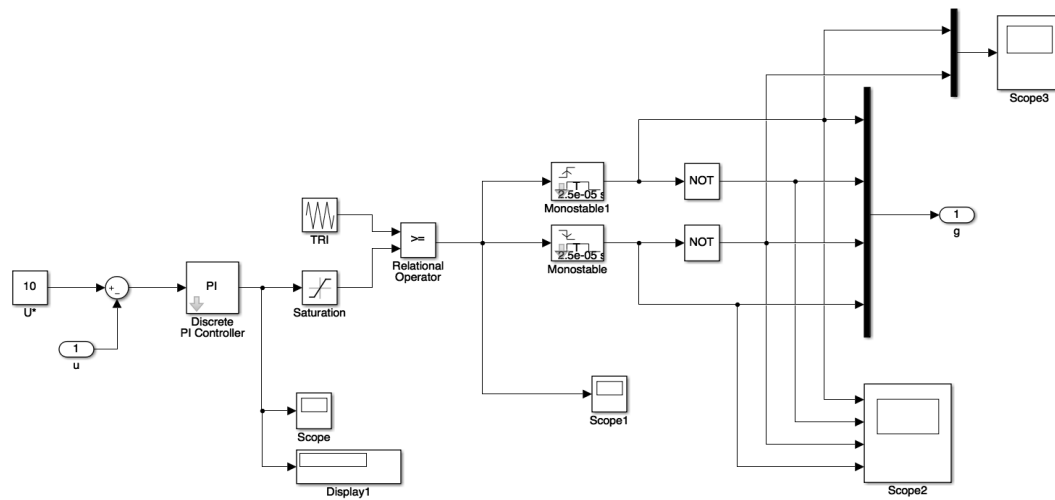 Scope3
2.5e-05 s
Monostable1
NOT
TRI
>=
Relational
Operator
2.5e-05 s
Monostable
NOT
1
g
10
U*
+
−
PI
Discrete
PI Controller
Saturation
1
u
Scope
Scope1
Display1
Scope2